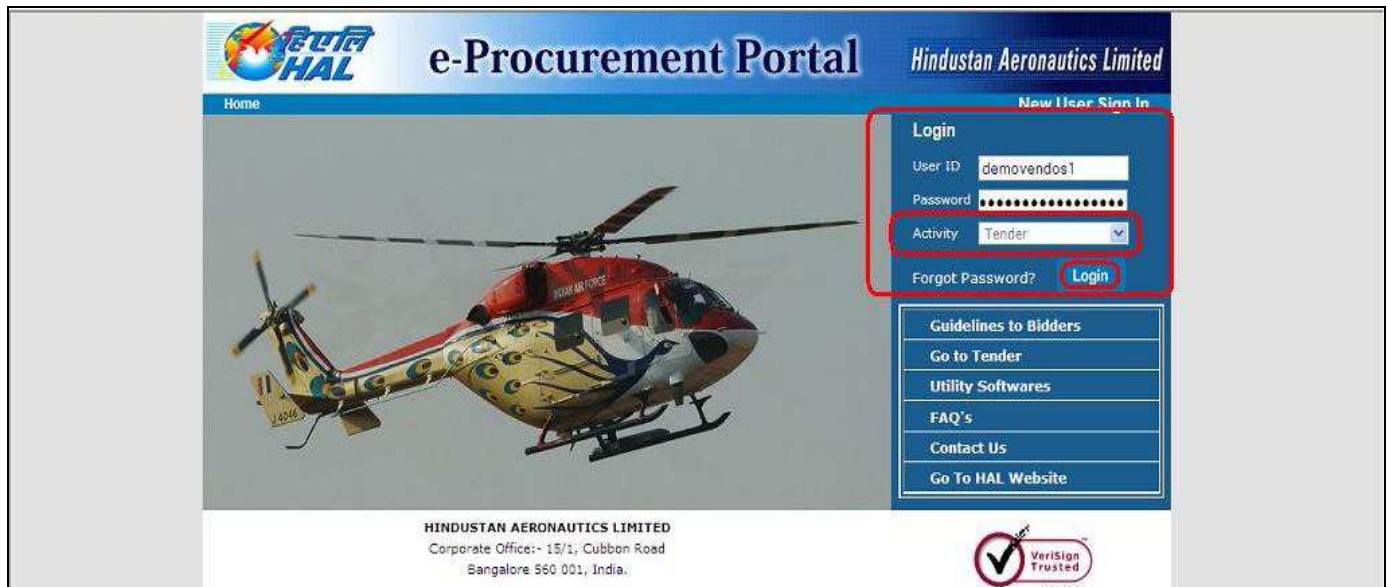 हिएलि
HAL
e-Procurement Portal
Hindustan Aeronautics Limited
Home
New User Sign In
Login
User ID demovendos1
Password •••••••••••••••••
Activity Tender
Forgot Password? Login
INDIAN AIR FORCE
J 4046
Guidelines to Bidders
Go to Tender
Utility Softwares
FAQ's
Contact Us
Go To HAL Website
HINDUSTAN AERONAUTICS LIMITED
Corporate Office:- 15/1, Cubbon Road
Bangalore 560 001, India.
VeriSign
Trusted